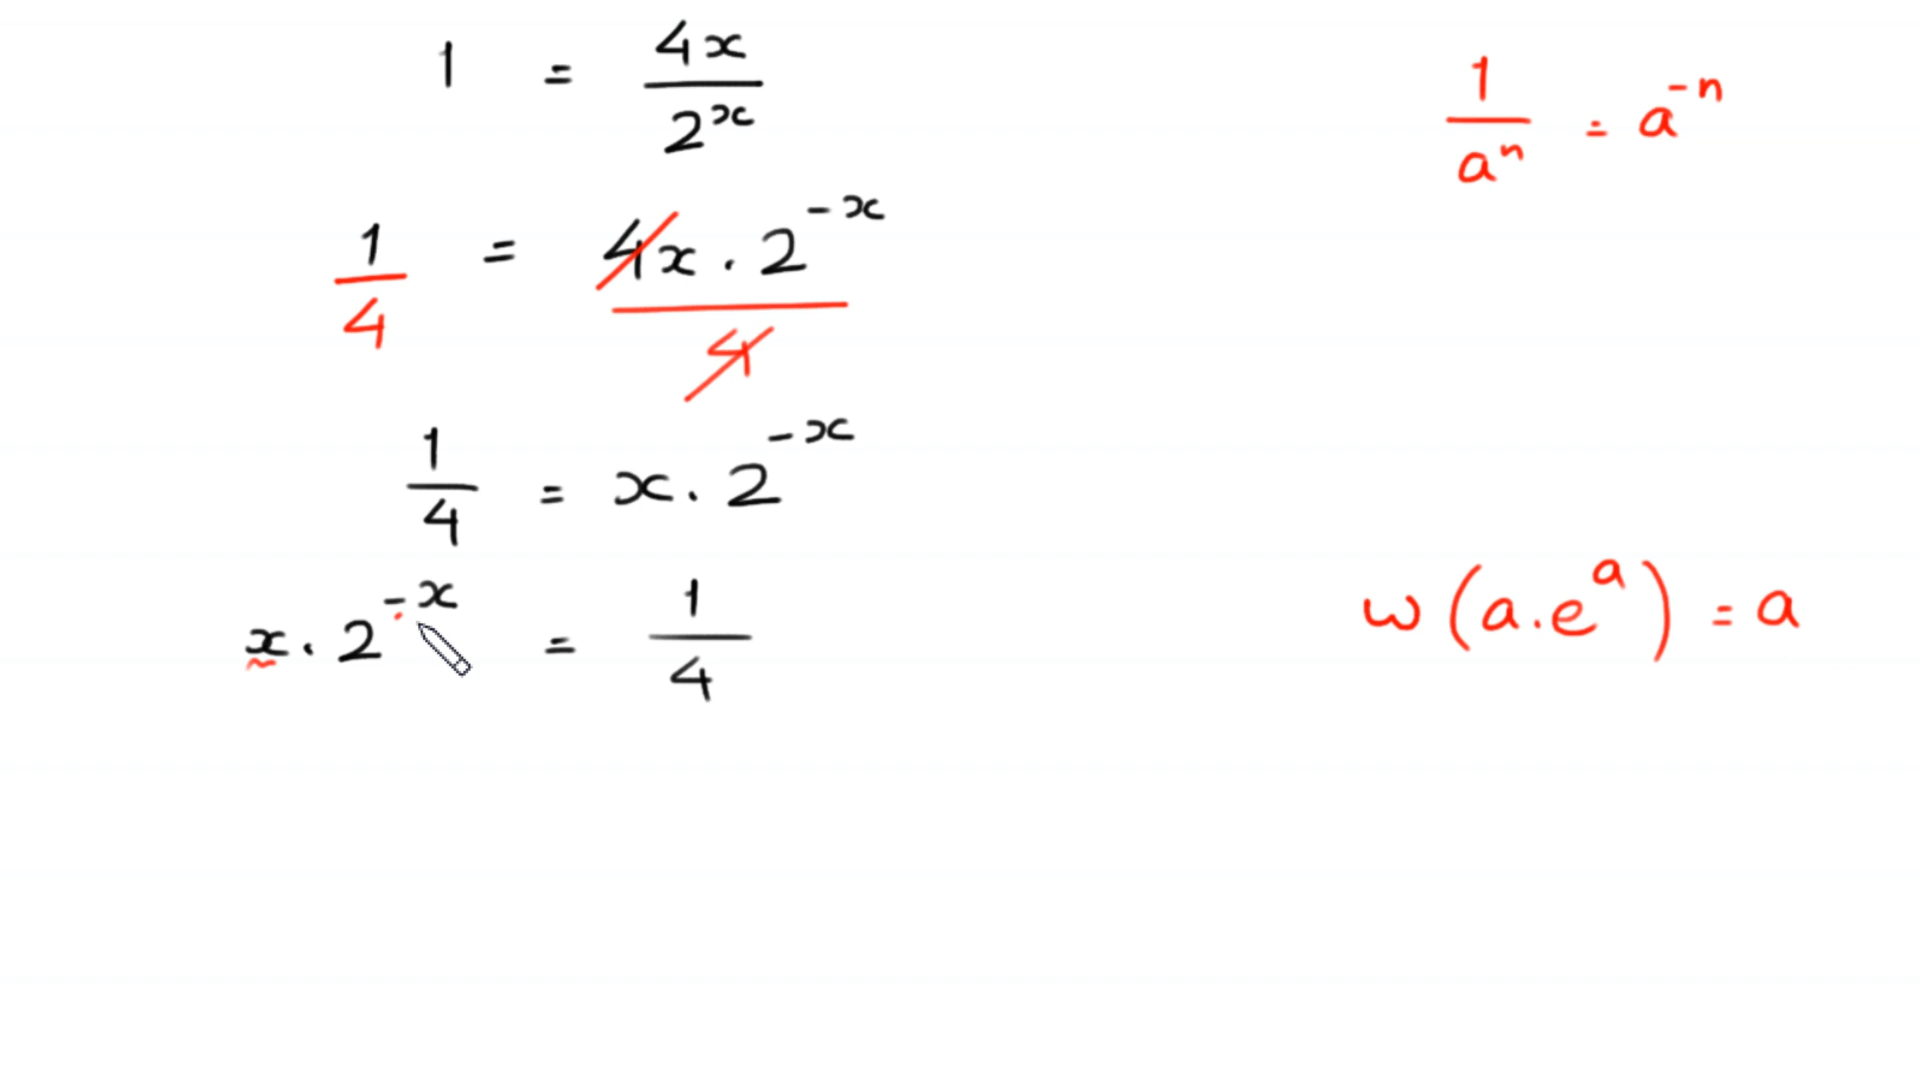 1 = 4x / 2^x
1/a^n = a^-n
1/4 = 4x · 2^-x / 4
1/4 = x · 2^-x
x · 2^-x = 1/4
ω(a · e^a) = a